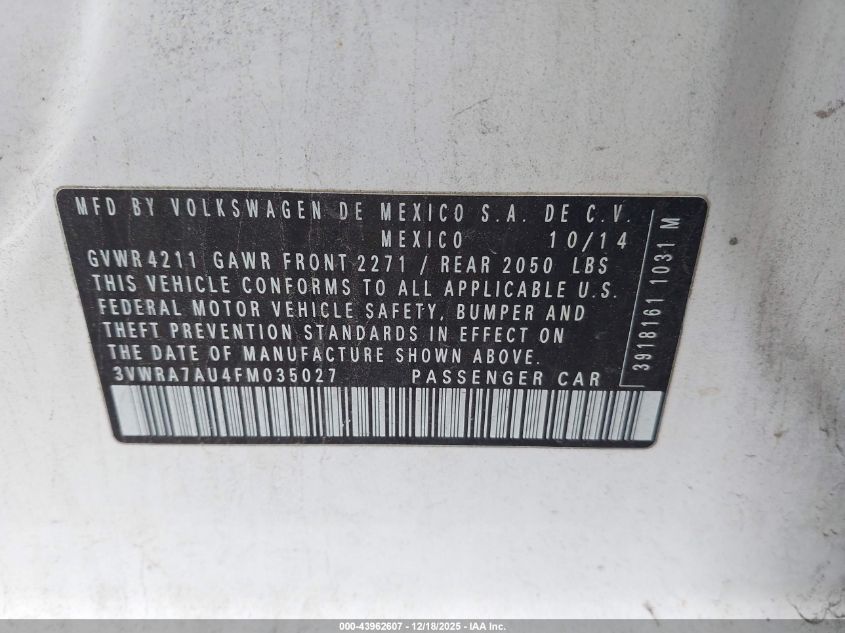 MFD BY VOLKSWAGEN DE MEXICO S.A. DE C.V.
MEXICO 10/14
GVWR 4211 GAWR FRONT 2271 / REAR 2050 LBS
THIS VEHICLE CONFORMS TO ALL APPLICABLE U.S.
FEDERAL MOTOR VEHICLE SAFETY, BUMPER AND
THEFT PREVENTION STANDARDS IN EFFECT ON
THE DATE OF MANUFACTURE SHOWN ABOVE.
3VWRA7AU4FM035027 PASSENGER CAR
3918161 1031 M
000-43962607 - 12/18/2025 - IAA Inc.